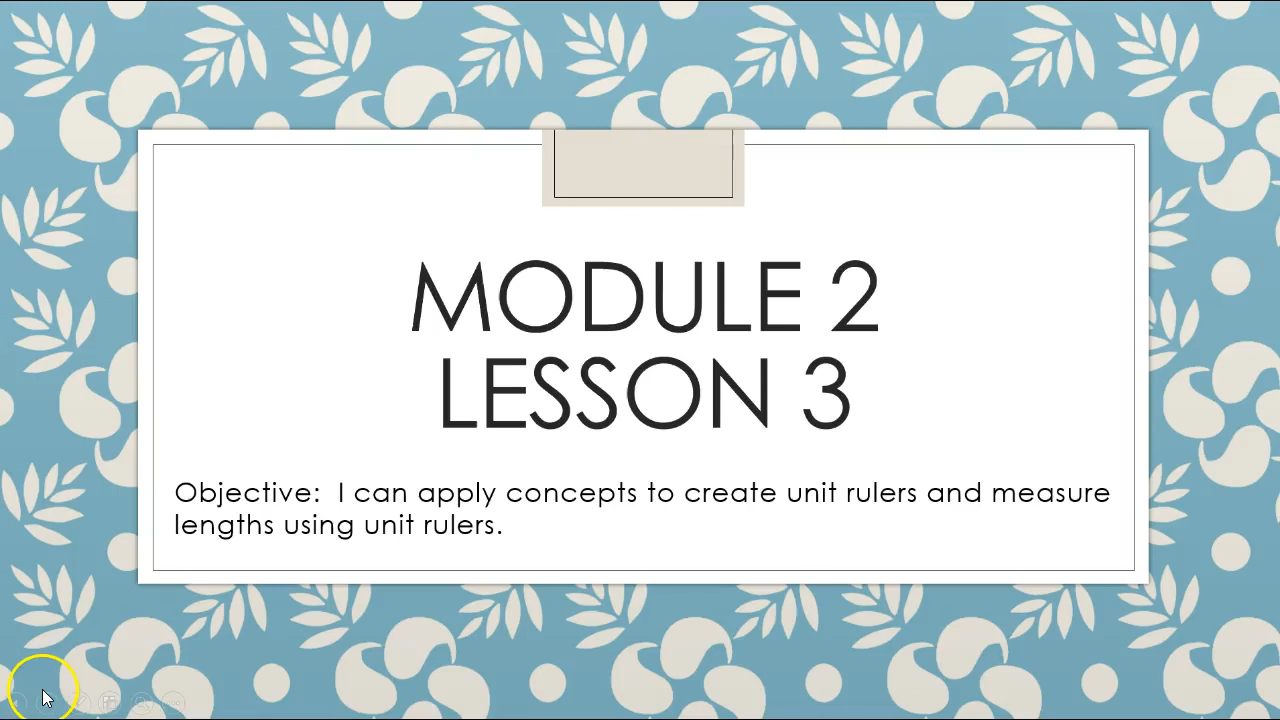 MODULE 2
LESSON 3
Objective:  I can apply concepts to create unit rulers and measure
lengths using unit rulers.